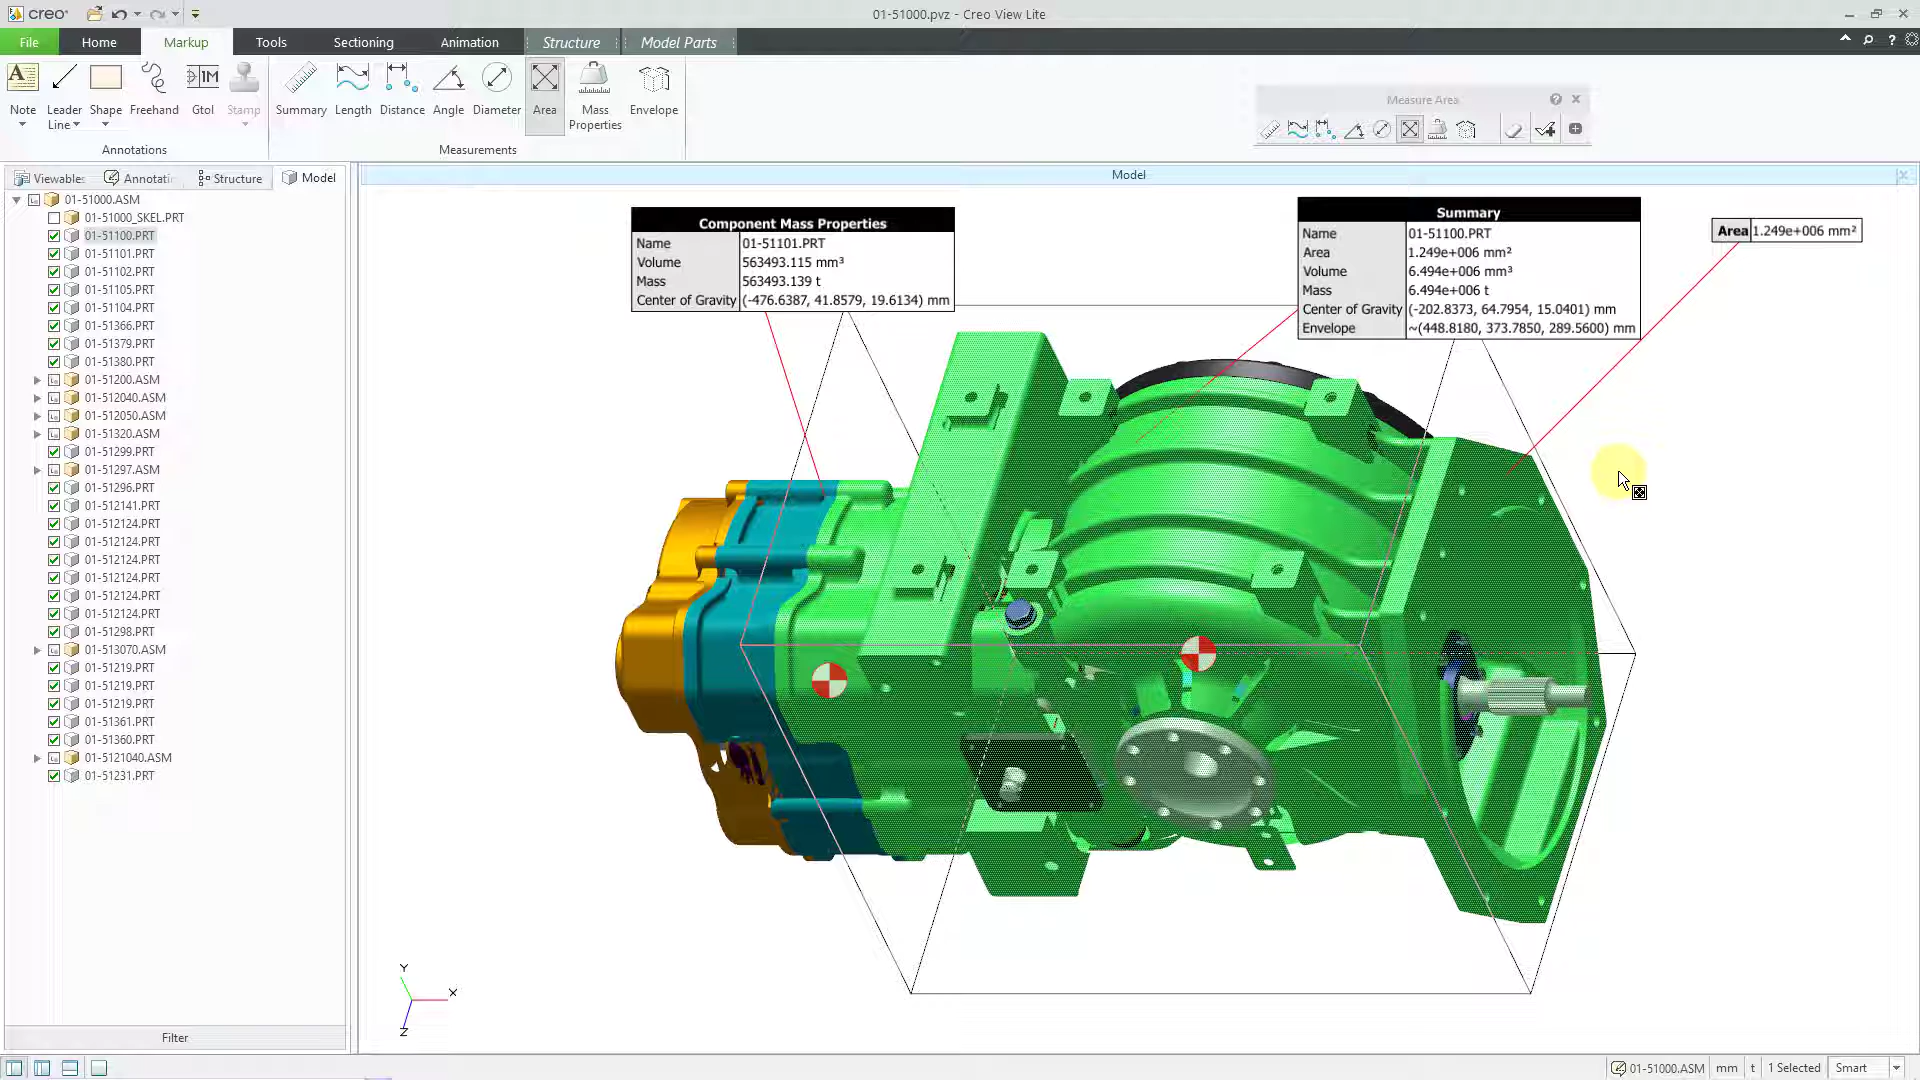 creo
01-51000.pvz - Creo View Lite
File Home Markup Tools Sectioning Animation Structure Model Parts
Note Leader Line Shape Freehand Gtol Stamp
Summary Length Distance Angle Diameter Area Mass Properties Envelope
Annotations
Measurements
Measure Area
Viewables Annotati Structure Model
Model
01-51000.ASM
01-51000_SKEL.PRT
01-51100.PRT
01-51101.PRT
01-51102.PRT
01-51105.PRT
01-51104.PRT
01-51366.PRT
01-51379.PRT
01-51380.PRT
01-51200.ASM
01-512040.ASM
01-512050.ASM
01-51320.ASM
01-51299.PRT
01-51297.ASM
01-51296.PRT
01-512141.PRT
01-512124.PRT
01-512124.PRT
01-512124.PRT
01-512124.PRT
01-512124.PRT
01-512124.PRT
01-51298.PRT
01-513070.ASM
01-51219.PRT
01-51219.PRT
01-51219.PRT
01-51361.PRT
01-51360.PRT
01-5121040.ASM
01-51231.PRT
Filter
Component Mass Properties
Name 01-51101.PRT
Volume 563493.115 mm³
Mass 563493.139 t
Center of Gravity (-476.6387, 41.8579, 19.6134) mm
Summary
Name 01-51100.PRT
Area 1.249e+006 mm²
Volume 6.494e+006 mm³
Mass 6.494e+006 t
Center of Gravity (-202.8373, 64.7954, 15.0401) mm
Envelope ~(448.8180, 373.7850, 289.5600) mm
Area 1.249e+006 mm²
Y
X
Z
01-51000.ASM mm t 1 Selected Smart